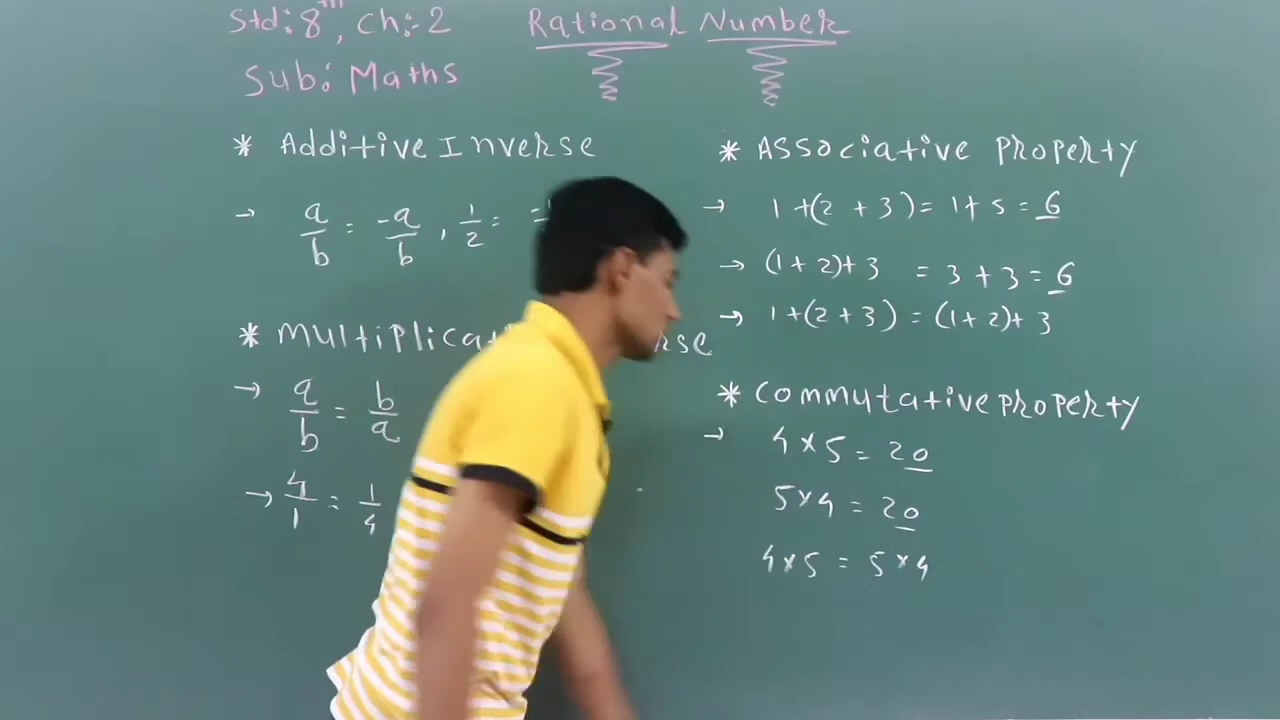 Std:8th, Ch:-2 Rational Number
Sub: Maths
* Additive Inverse
→ a/b = -a/b, 1/2 =
* Multiplicat
→ a/b = b/a
→ 4/1 = 1/4
* Associative Property
→ 1+(2+3)= 1+5=6
→ (1+2)+3 = 3+3=6
→ 1+(2+3)=(1+2)+3
* Commutative property
→ 4×5=20
5×4=20
4×5=5×4